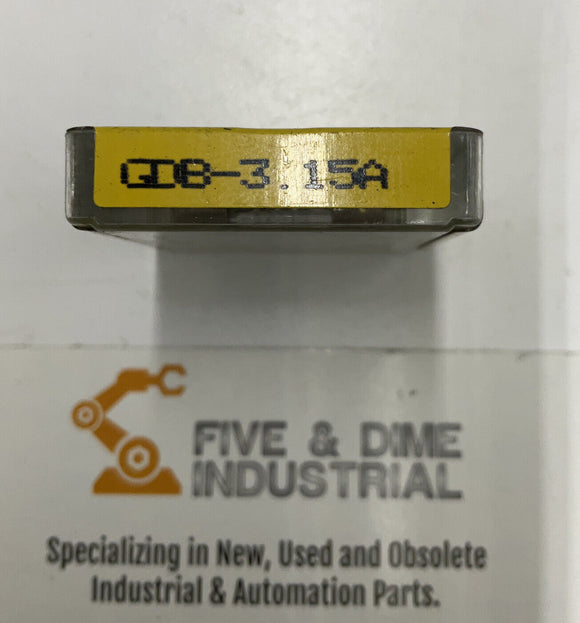 GDB-3.15A
FIVE & DIME
INDUSTRIAL
Specializing in New, Used and Obsolete
Industrial & Automation Parts.